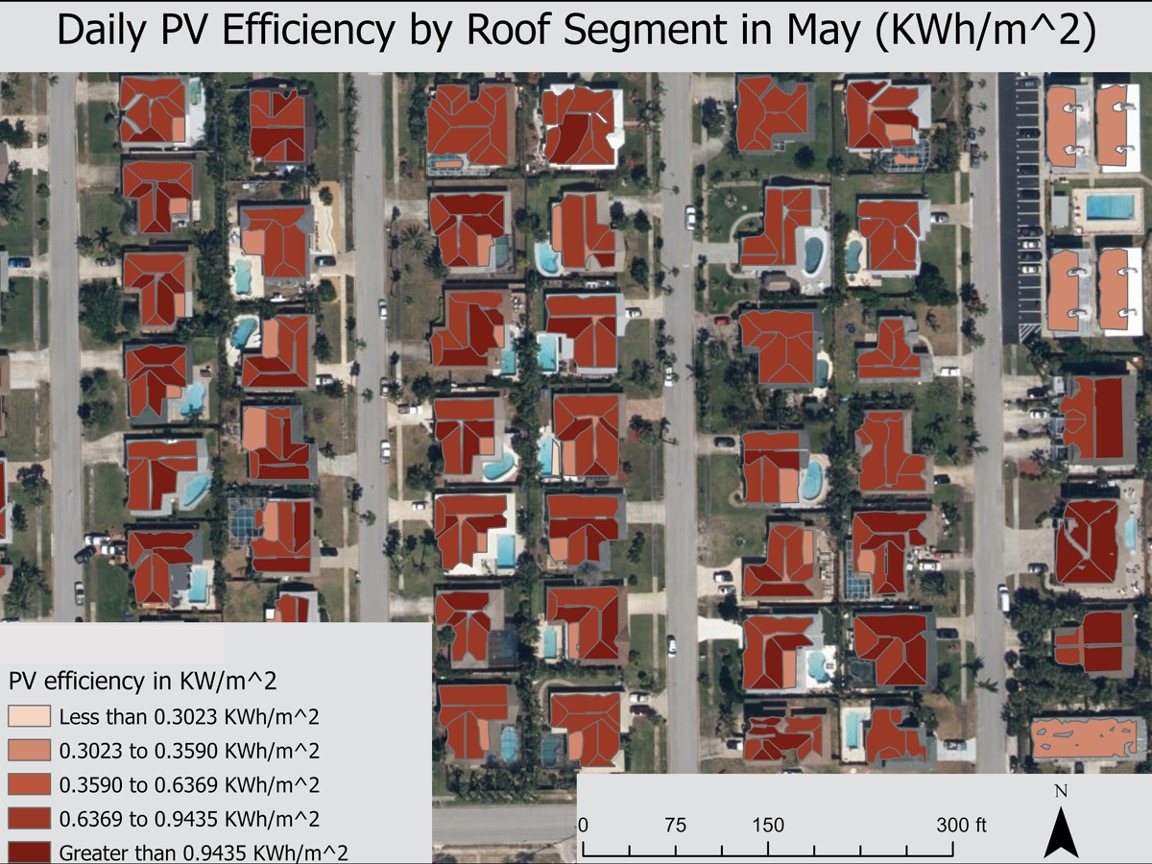 Daily PV Efficiency by Roof Segment in May (KWh/m^2)
PV efficiency in KW/m^2
Less than 0.3023 KWh/m^2
0.3023 to 0.3590 KWh/m^2
0.3590 to 0.6369 KWh/m^2
0.6369 to 0.9435 KWh/m^2
Greater than 0.9435 KWh/m^2
N
0 75 150 300 ft